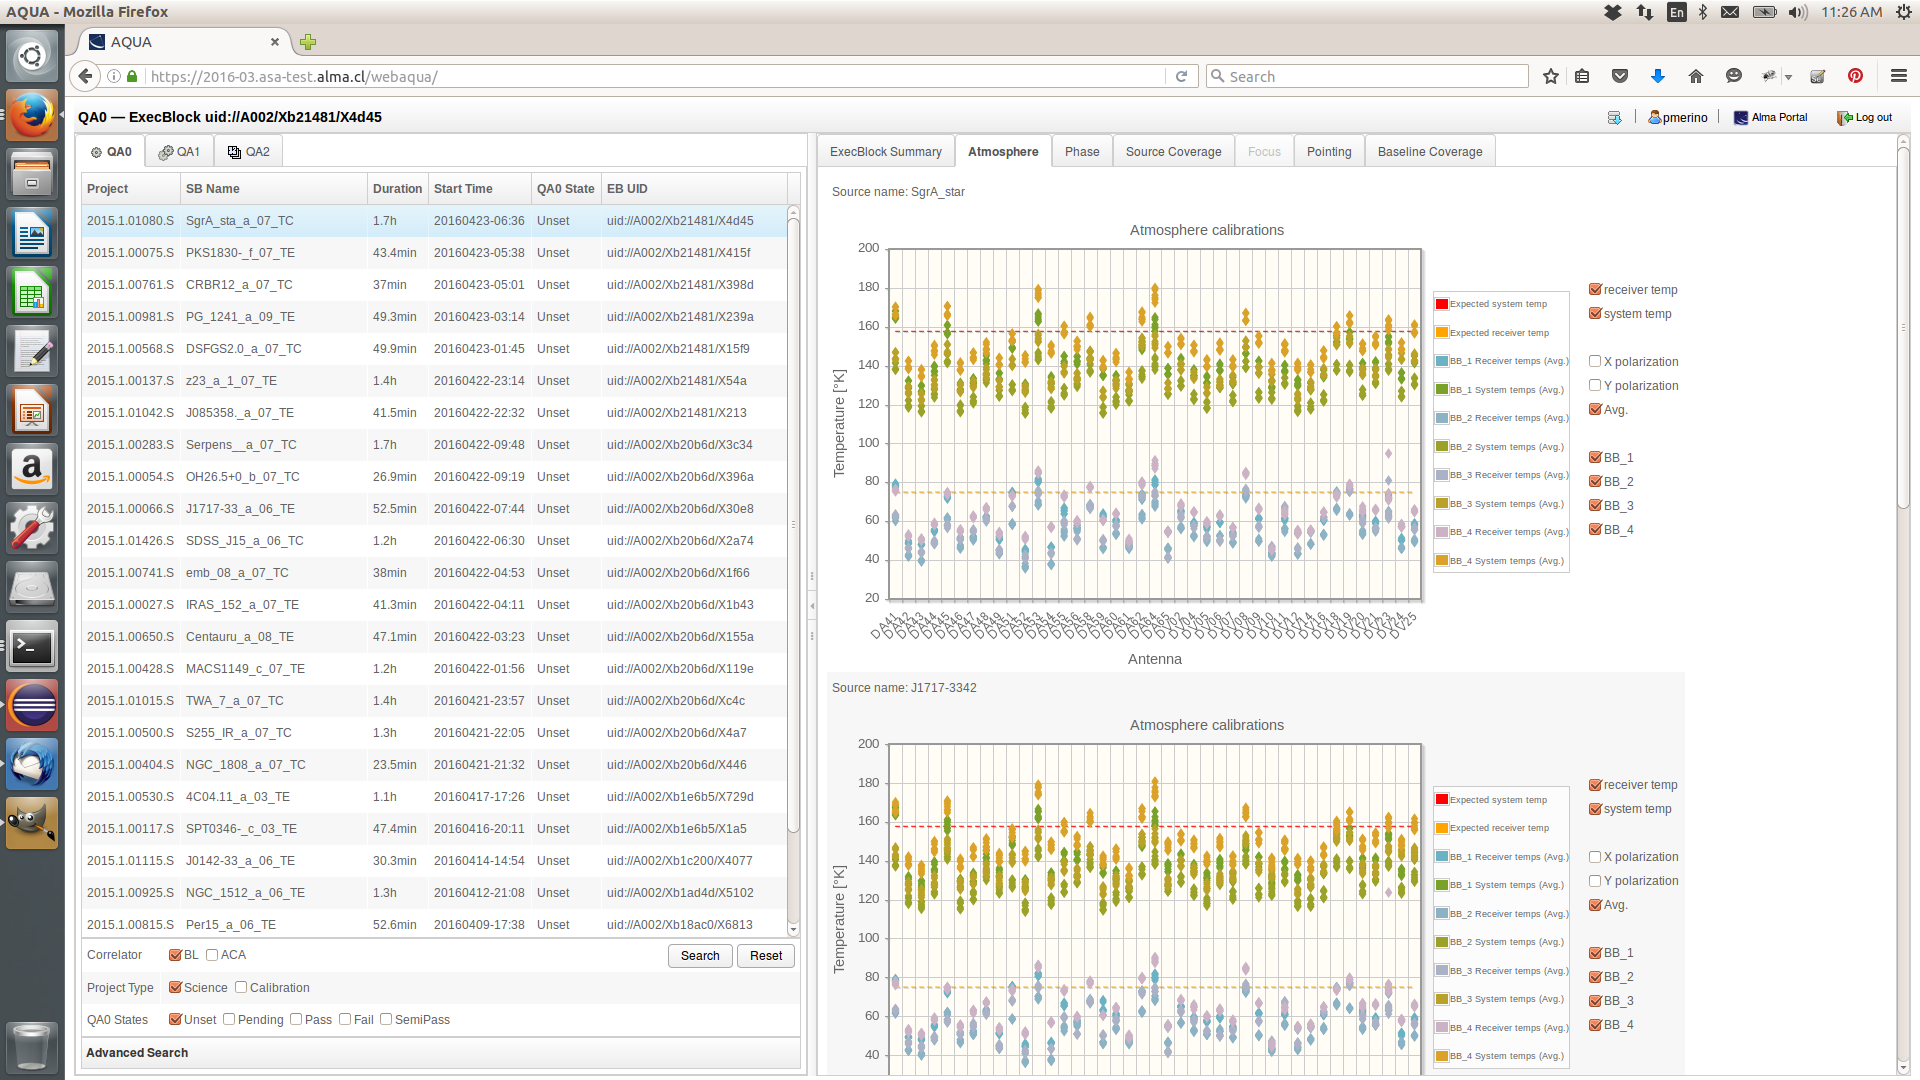 AQUA - Mozilla Firefox
En
11:26 AM
AQUA
https://2016-03.asa-test.alma.cl/webaqua/
Search
QA0 — ExecBlock uid://A002/Xb21481/X4d45
pmerino
Alma Portal
Log out
QA0 QA1 QA2
Project SB Name Duration Start Time QA0 State EB UID
2015.1.01080.S SgrA_sta_a_07_TC 1.7h 20160423-06:36 Unset uid://A002/Xb21481/X4d45
2015.1.00075.S PKS1830-_f_07_TE 43.4min 20160423-05:38 Unset uid://A002/Xb21481/X415f
2015.1.00761.S CRBR12_a_07_TC 37min 20160423-05:01 Unset uid://A002/Xb21481/X398d
2015.1.00981.S PG_1241_a_09_TE 49.3min 20160423-03:14 Unset uid://A002/Xb21481/X239a
2015.1.00568.S DSFGS2.0_a_07_TC 49.9min 20160423-01:45 Unset uid://A002/Xb21481/X15f9
2015.1.00137.S z23_a_1_07_TE 1.4h 20160422-23:14 Unset uid://A002/Xb21481/X54a
2015.1.01042.S J085358._a_07_TE 41.5min 20160422-22:32 Unset uid://A002/Xb21481/X213
2015.1.00283.S Serpens__a_07_TC 1.7h 20160422-09:48 Unset uid://A002/Xb20b6d/X3c34
2015.1.00054.S OH26.5+0_b_07_TC 26.9min 20160422-09:19 Unset uid://A002/Xb20b6d/X396a
2015.1.00066.S J1717-33_a_06_TE 52.5min 20160422-07:44 Unset uid://A002/Xb20b6d/X30e8
2015.1.01426.S SDSS_J15_a_06_TC 1.2h 20160422-06:30 Unset uid://A002/Xb20b6d/X2a74
2015.1.00741.S emb_08_a_07_TC 38min 20160422-04:53 Unset uid://A002/Xb20b6d/X1f66
2015.1.00027.S IRAS_152_a_07_TE 41.3min 20160422-04:11 Unset uid://A002/Xb20b6d/X1b43
2015.1.00650.S Centauru_a_08_TE 47.1min 20160422-03:23 Unset uid://A002/Xb20b6d/X155a
2015.1.00428.S MACS1149_c_07_TE 1.2h 20160422-01:56 Unset uid://A002/Xb20b6d/X119e
2015.1.01015.S TWA_7_a_07_TC 1.4h 20160421-23:57 Unset uid://A002/Xb20b6d/Xc4c
2015.1.00500.S S255_IR_a_07_TC 1.3h 20160421-22:05 Unset uid://A002/Xb20b6d/X4a7
2015.1.00404.S NGC_1808_a_07_TC 23.5min 20160421-21:32 Unset uid://A002/Xb20b6d/X446
2015.1.00530.S 4C04.11_a_03_TE 1.1h 20160417-17:26 Unset uid://A002/Xb1e6b5/X729d
2015.1.00117.S SPT0346-_c_03_TE 47.4min 20160416-20:11 Unset uid://A002/Xb1e6b5/X1a5
2015.1.01115.S J0142-33_a_06_TE 30.3min 20160414-14:54 Unset uid://A002/Xb1c200/X4077
2015.1.00925.S NGC_1512_a_06_TE 1.3h 20160412-21:08 Unset uid://A002/Xb1ad4d/X5102
2015.1.00815.S Per15_a_06_TE 52.6min 20160409-17:38 Unset uid://A002/Xb18ac0/X6813
Correlator BL ACA Search Reset
Project Type Science Calibration
QA0 States Unset Pending Pass Fail SemiPass
Advanced Search
ExecBlock Summary Atmosphere Phase Source Coverage Focus Pointing Baseline Coverage
Source name: SgrA_star
Atmosphere calibrations
200
180
160
140
120
100
80
60
40
20
Temperature [°K]
DA41 DA42 DA43 DA44 DA45 DA46 DA47 DA48 DA49 DA51 DA52 DA53 DA54 DA55 DA56 DA58 DA59 DA60 DA61 DA62 DA64 DA65 DV02 DV04 DV05 DV06 DV07 DV08 DV09 DV10 DV11 DV12 DV14 DV16 DV18 DV19 DV20 DV21 DV23 DV24 DV25
Antenna
Expected system temp
Expected receiver temp
BB_1 Receiver temps (Avg.)
BB_1 System temps (Avg.)
BB_2 Receiver temps (Avg.)
BB_2 System temps (Avg.)
BB_3 Receiver temps (Avg.)
BB_3 System temps (Avg.)
BB_4 Receiver temps (Avg.)
BB_4 System temps (Avg.)
receiver temp
system temp
X polarization
Y polarization
Avg.
BB_1
BB_2
BB_3
BB_4
Source name: J1717-3342
Atmosphere calibrations
200
180
160
140
120
100
80
60
40
Temperature [°K]
Expected system temp
Expected receiver temp
BB_1 Receiver temps (Avg.)
BB_1 System temps (Avg.)
BB_2 Receiver temps (Avg.)
BB_2 System temps (Avg.)
BB_3 Receiver temps (Avg.)
BB_3 System temps (Avg.)
BB_4 Receiver temps (Avg.)
BB_4 System temps (Avg.)
receiver temp
system temp
X polarization
Y polarization
Avg.
BB_1
BB_2
BB_3
BB_4